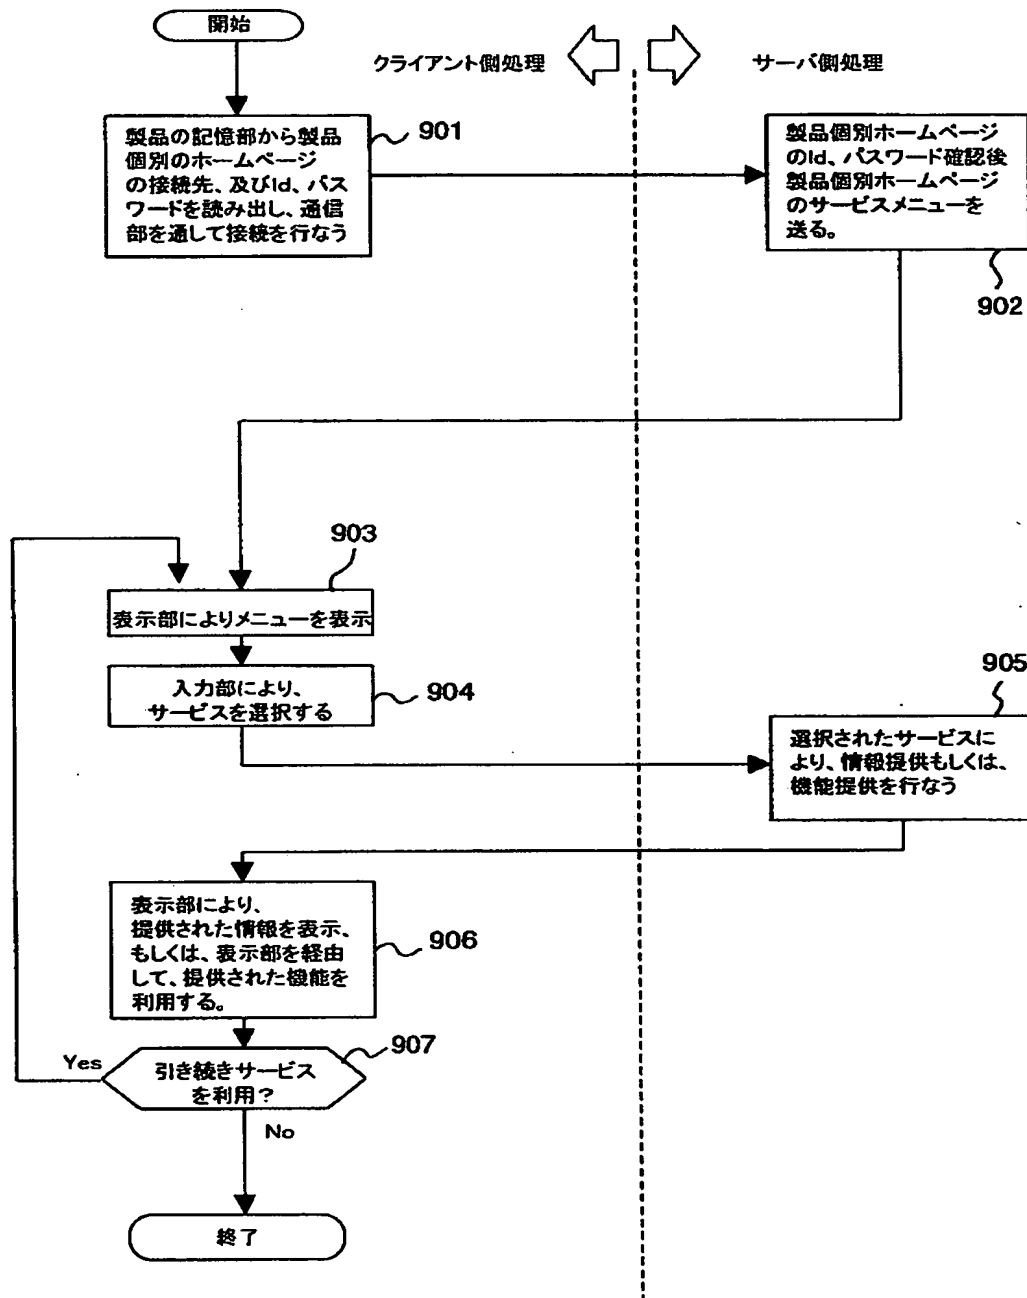 開始
クライアント側処理
サーバ側処理
製品の記憶部から製品
個別のホームページ
の接続先、及びId、パス
ワードを読み出し、通信
部を通して接続を行なう
901
製品個別ホームページ
のId、パスワード確認後
製品個別ホームページ
のサービスメニューを
送る。
902
903
表示部によりメニューを表示
入力部により、
サービスを選択する
904
905
選択されたサービスに
より、情報提供もしくは、
機能提供を行なう
表示部により、
提供された情報を表示、
もしくは、表示部を経由
して、提供された機能を
利用する。
906
907
Yes
引き続きサービス
を利用？
No
終了